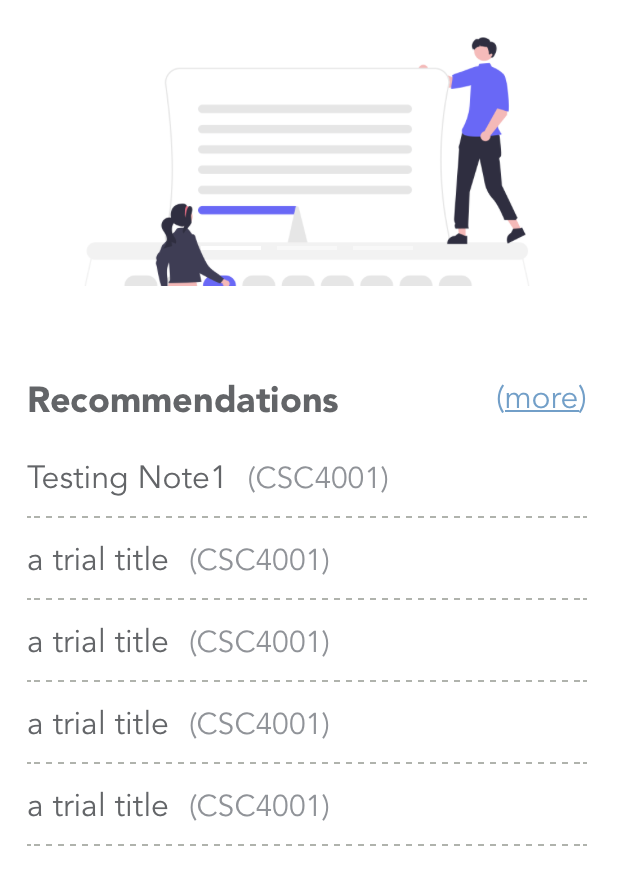 Recommendations (more)
Testing Note1 (CSC4001)
a trial title (CSC4001)
a trial title (CSC4001)
a trial title (CSC4001)
a trial title (CSC4001)